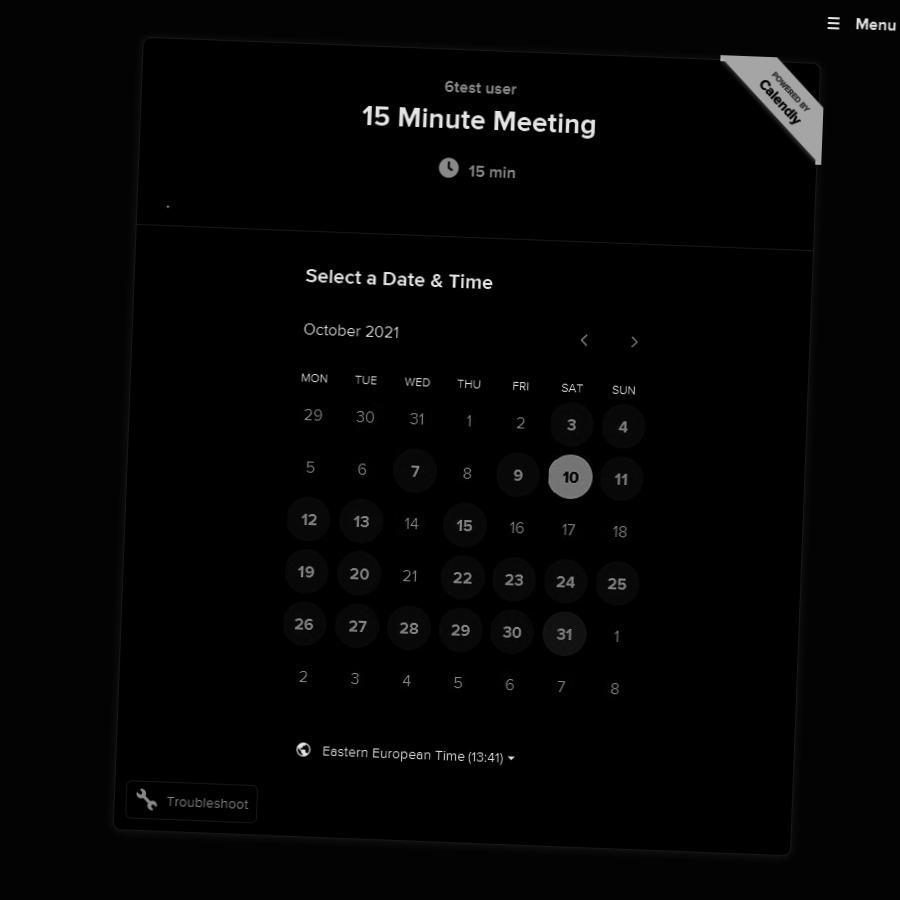 ☰ Menu
POWERED BY
Calendly
6test user
15 Minute Meeting
15 min
.
Select a Date & Time
October 2021
MON TUE WED THU FRI SAT SUN
29 30 31 1 2 3 4
5 6 7 8 9 10 11
12 13 14 15 16 17 18
19 20 21 22 23 24 25
26 27 28 29 30 31 1
2 3 4 5 6 7 8
Eastern European Time (13:41)
Troubleshoot